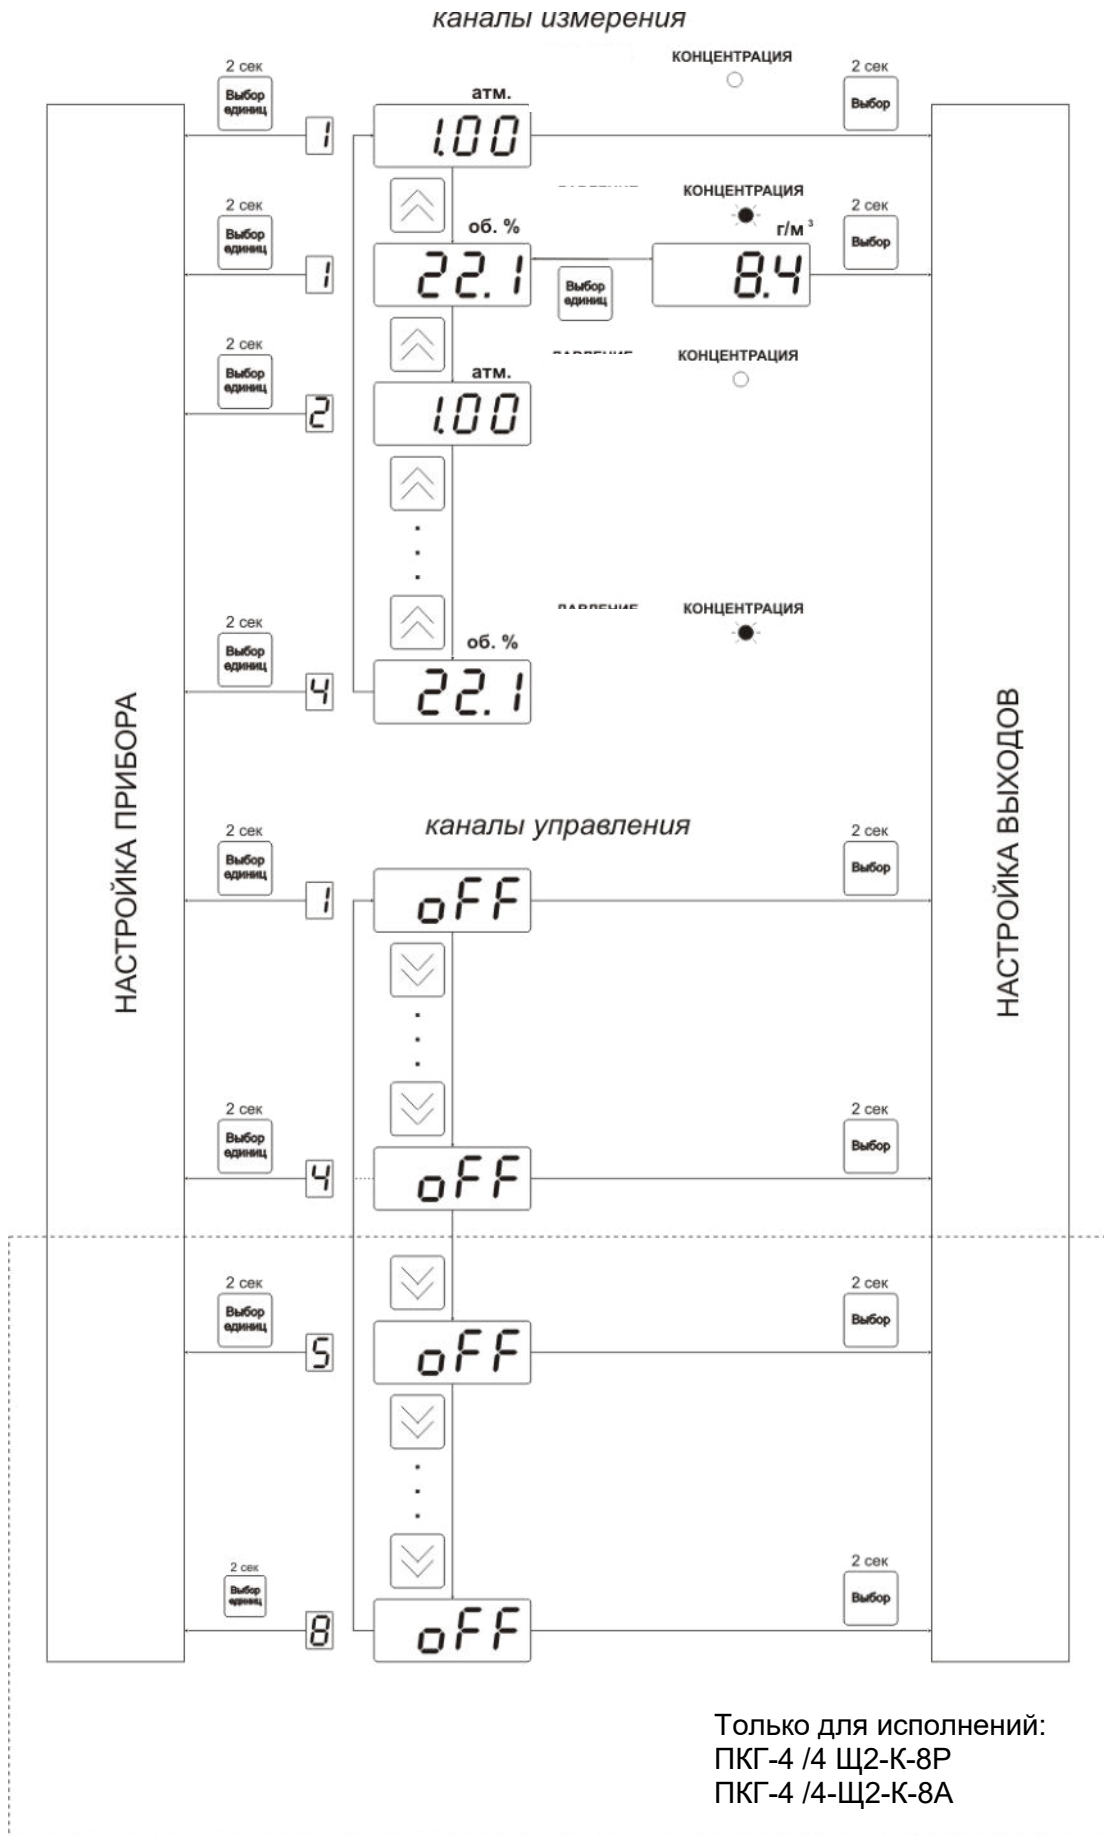 каналы измерения
2 сек
КОНЦЕНТРАЦИЯ
2 сек
Выбор
единиц
атм.
Выбор
1
1.00
2 сек
КОНЦЕНТРАЦИЯ
2 сек
Выбор
единиц
об. %
г/м³
Выбор
1
22.1
Выбор
единиц
8.4
2 сек
ДАВЛЕНИЕ
КОНЦЕНТРАЦИЯ
Выбор
единиц
атм.
2
1.00
2 сек
ДАВЛЕНИЕ
КОНЦЕНТРАЦИЯ
Выбор
единиц
об. %
4
22.1
НАСТРОЙКА ПРИБОРА
НАСТРОЙКА ВЫХОДОВ
каналы управления
2 сек
2 сек
Выбор
единиц
Выбор
1
oFF
2 сек
2 сек
Выбор
единиц
Выбор
4
oFF
2 сек
2 сек
Выбор
единиц
Выбор
5
oFF
2 сек
2 сек
Выбор
единиц
Выбор
8
oFF
Только для исполнений:
ПКГ-4 /4 Щ2-К-8Р
ПКГ-4 /4-Щ2-К-8А